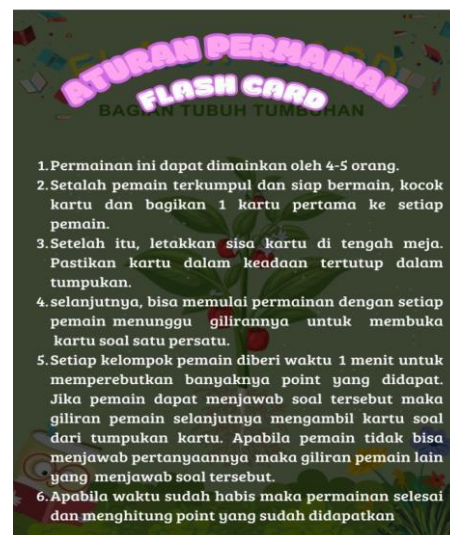 ATURAN PERMAINAN
FLASH CARD
BAGIAN TUBUH TUMBUHAN
1. Permainan ini dapat dimainkan oleh 4-5 orang.
2. Setalah pemain terkumpul dan siap bermain, kocok
kartu dan bagikan 1 kartu pertama ke setiap
pemain.
3. Setelah itu, letakkan sisa kartu di tengah meja.
Pastikan kartu dalam keadaan tertutup dalam
tumpukan.
4. selanjutnya, bisa memulai permainan dengan setiap
pemain menunggu gilirannya untuk membuka
kartu soal satu persatu.
5. Setiap kelompok pemain diberi waktu 1 menit untuk
memperebutkan banyaknya point yang didapat.
Jika pemain dapat menjawab soal tersebut maka
giliran pemain selanjutnya mengambil kartu soal
dari tumpukan kartu. Apabila pemain tidak bisa
menjawab pertanyaannya maka giliran pemain lain
yang menjawab soal tersebut.
6. Apabila waktu sudah habis maka permainan selesai
dan menghitung point yang sudah didapatkan